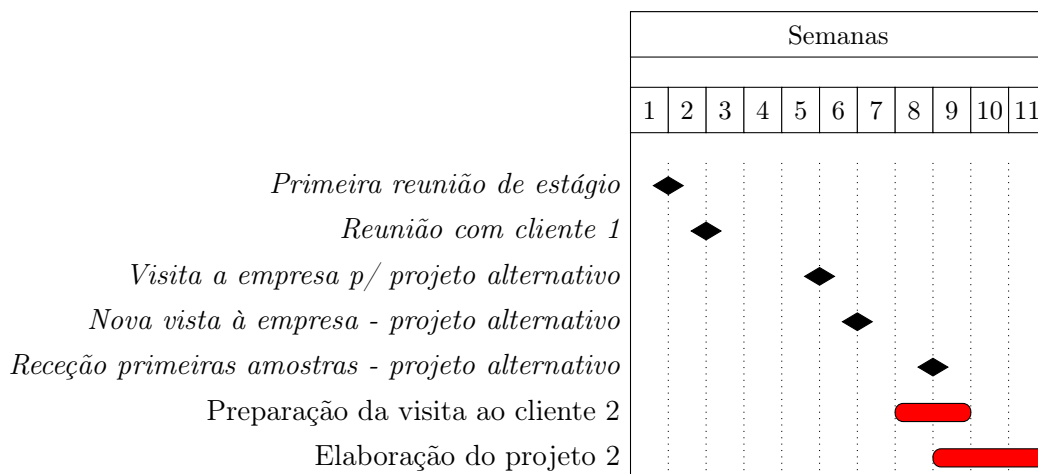 Semanas
1 2 3 4 5 6 7 8 9 10 11
Primeira reunião de estágio
Reunião com cliente 1
Visita a empresa p/ projeto alternativo
Nova vista à empresa - projeto alternativo
Receção primeiras amostras - projeto alternativo
Preparação da visita ao cliente 2
Elaboração do projeto 2